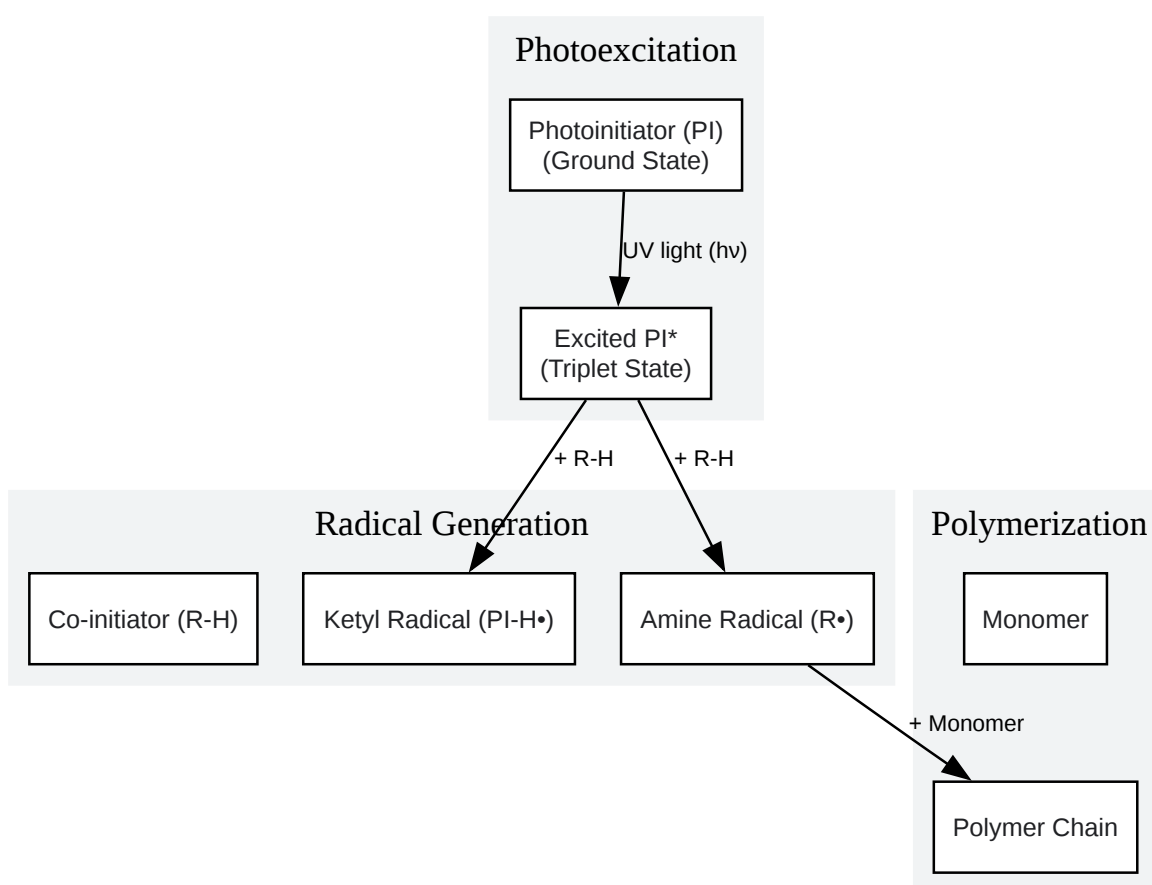 Photoexcitation
Photoinitiator (PI)
(Ground State)
UV light (hν)
Excited PI*
(Triplet State)
+ R-H
+ R-H
Radical Generation
Polymerization
Co-initiator (R-H)
Ketyl Radical (PI-H•)
Amine Radical (R•)
Monomer
+ Monomer
Polymer Chain